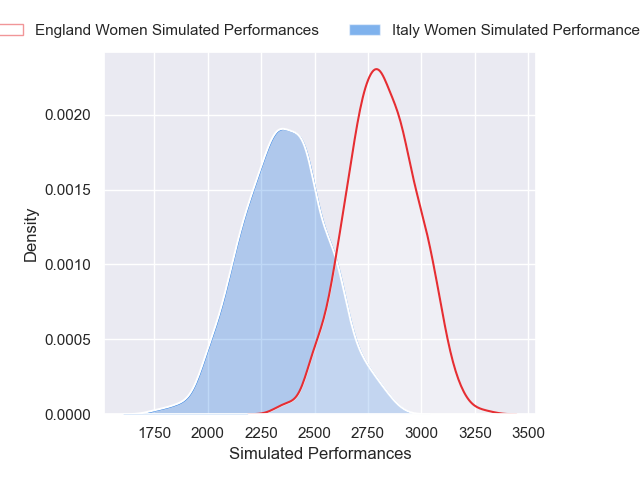 England Women Simulated Performances Italy Women Simulated Performance
0.0020
0.0015
0.0010
0.0005
0.0000
Density
1750 2000 2250 2500 2750 3000 3250 3500
Simulated Performances